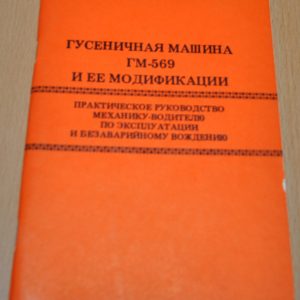 ГУСЕНИЧНАЯ МАШИНА
ГМ-569
И ЕЕ МОДИФИКАЦИИ
ПРАКТИЧЕСКОЕ РУКОВОДСТВО
МЕХАНИКУ-ВОДИТЕЛЮ
ПО ЭКСПЛУАТАЦИИ
И БЕЗАВАРИЙНОМУ ВОЖДЕНИЮ